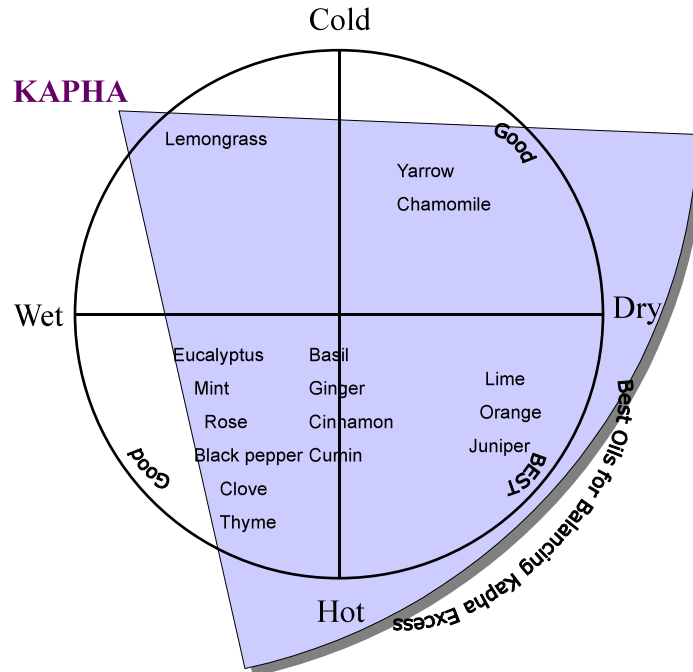 Cold
KAPHA
Good
Lemongrass
Yarrow
Chamomile
Wet
Dry
Eucalyptus
Basil
Mint
Ginger
Lime
Rose
Cinnamon
Orange
Black pepper
Cumin
Juniper
Clove
Thyme
Good
BEST
Best Oils for Balancing Kapha Excess
Hot